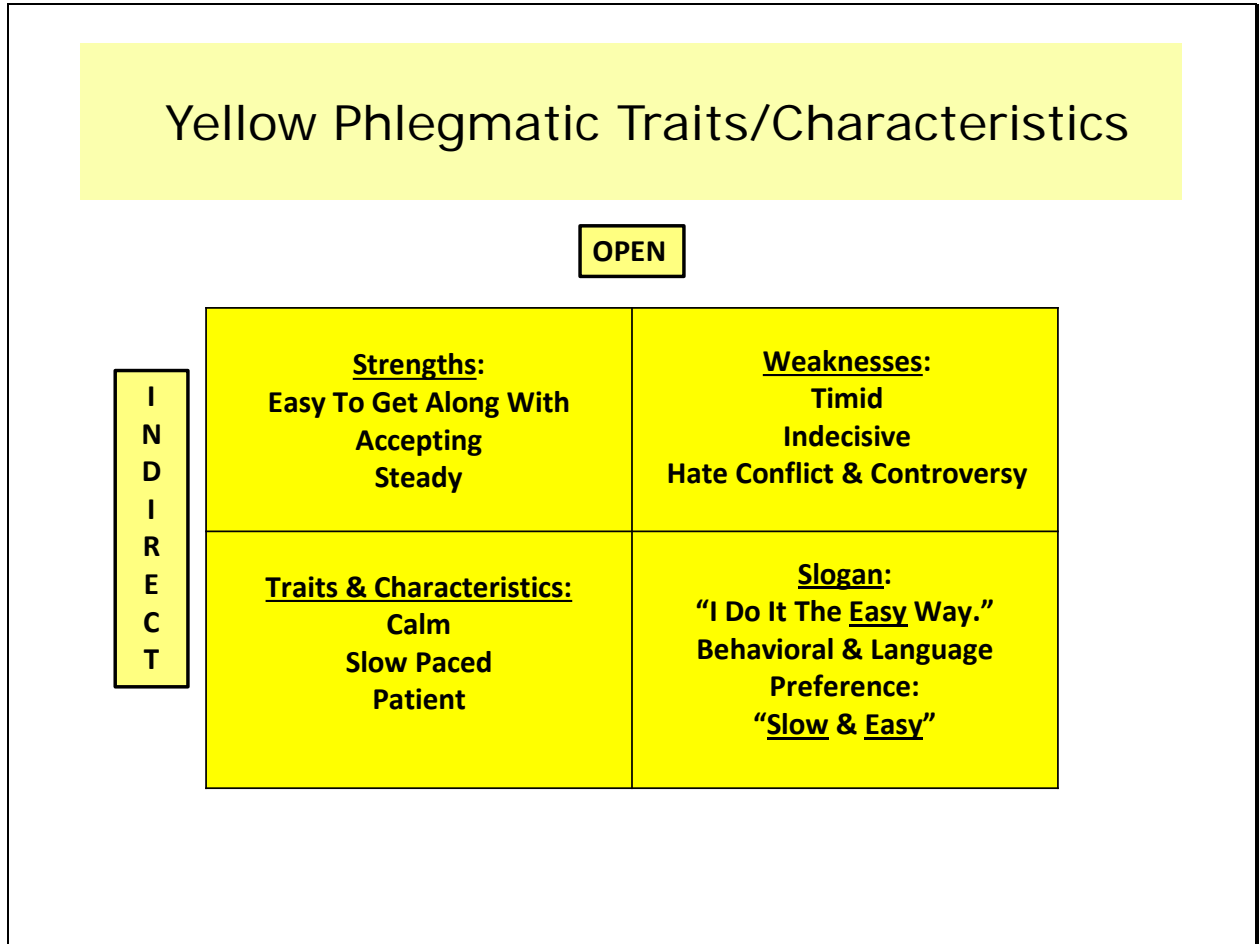 Yellow Phlegmatic Traits/Characteristics
OPEN
INDIRECT
Strengths:
Easy To Get Along With
Accepting
Steady
Weaknesses:
Timid
Indecisive
Hate Conflict & Controversy
Traits & Characteristics:
Calm
Slow Paced
Patient
Slogan:
“I Do It The Easy Way.”
Behavioral & Language
Preference:
“Slow & Easy”